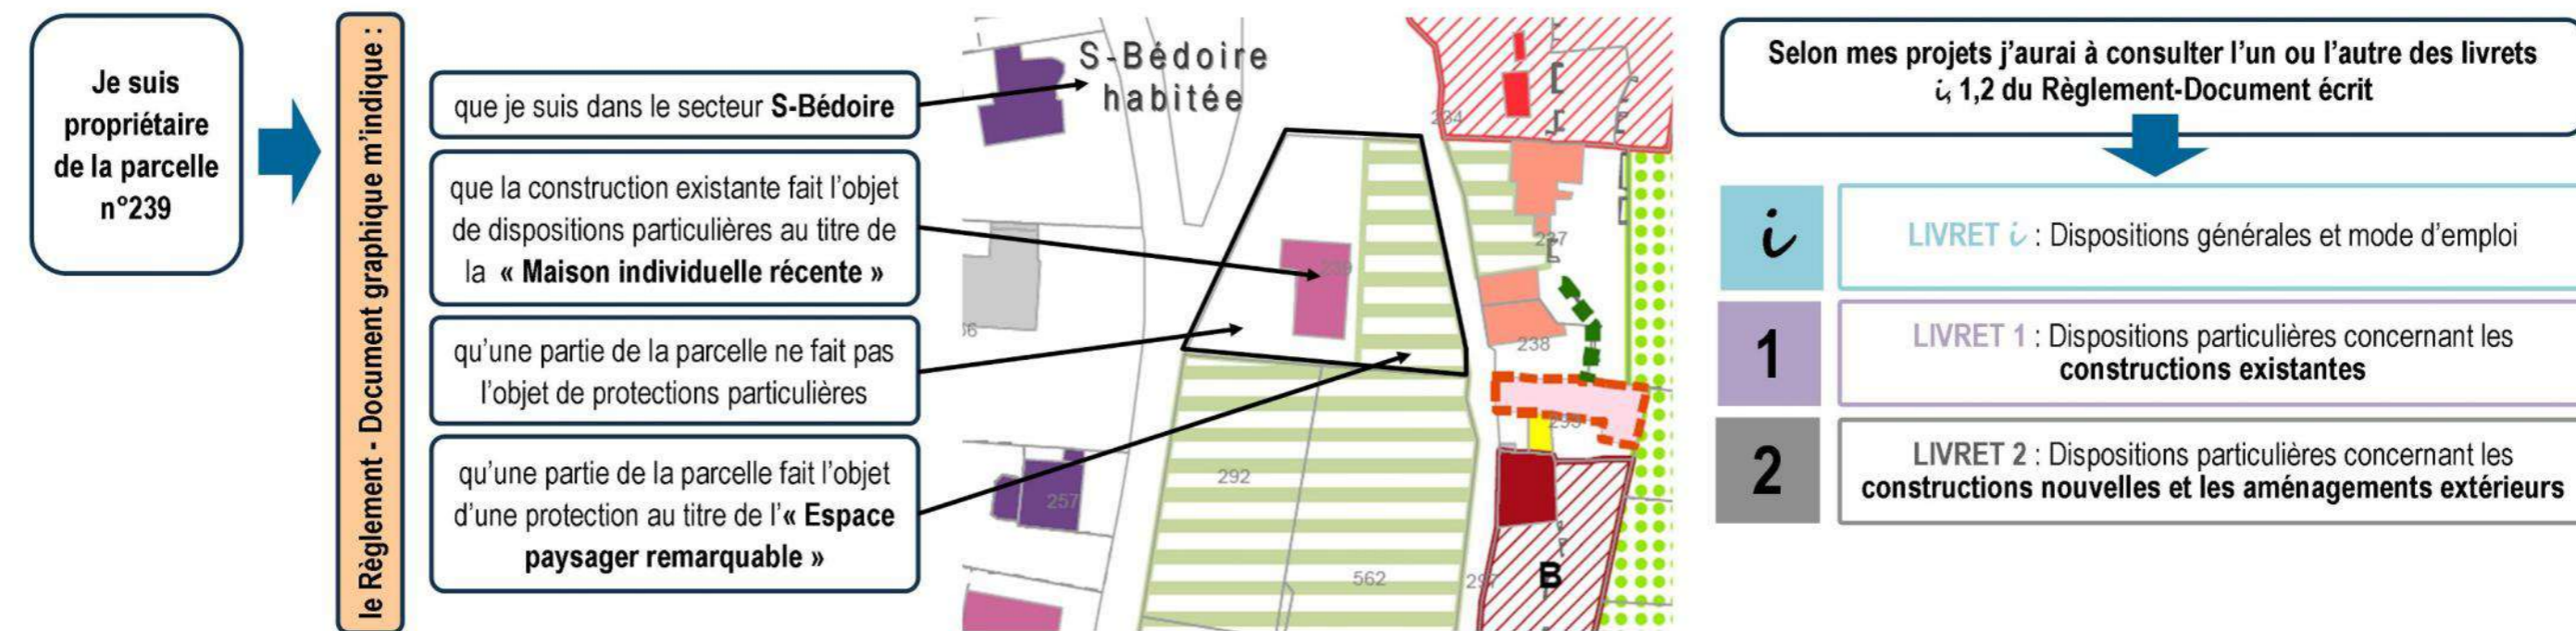 Je suis
propriétaire
de la parcelle
n°239
le Règlement - Document graphique m'indique :
que je suis dans le secteur S-Bédoire
que la construction existante fait l'objet
de dispositions particulières au titre de
la « Maison individuelle récente »
qu'une partie de la parcelle ne fait pas
l'objet de protections particulières
qu'une partie de la parcelle fait l'objet
d'une protection au titre de l'« Espace
paysager remarquable »
S-Bédoire
habitée
234
237
239
238
293
292
257
562
B
Selon mes projets j'aurai à consulter l'un ou l'autre des livrets
i, 1,2 du Règlement-Document écrit
i
LIVRET i : Dispositions générales et mode d'emploi
1
LIVRET 1 : Dispositions particulières concernant les
constructions existantes
2
LIVRET 2 : Dispositions particulières concernant les
constructions nouvelles et les aménagements extérieurs